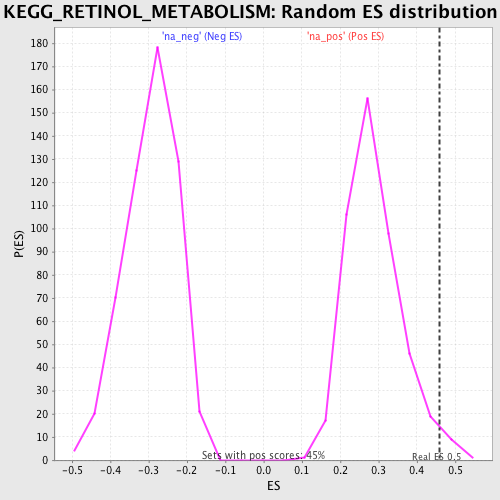 KEGG_RETINOL_METABOLISM: Random ES distribution
'na_neg' (Neg ES) 'na_pos' (Pos ES)
180
170
160
150
140
130
120
110
100
90
80
70
60
50
40
30
20
10
0
P(ES)
Sets with pos scores: 45%
Real ES 0.5
-0.5 -0.4 -0.3 -0.2 -0.1 0.0 0.1 0.2 0.3 0.4 0.5
ES